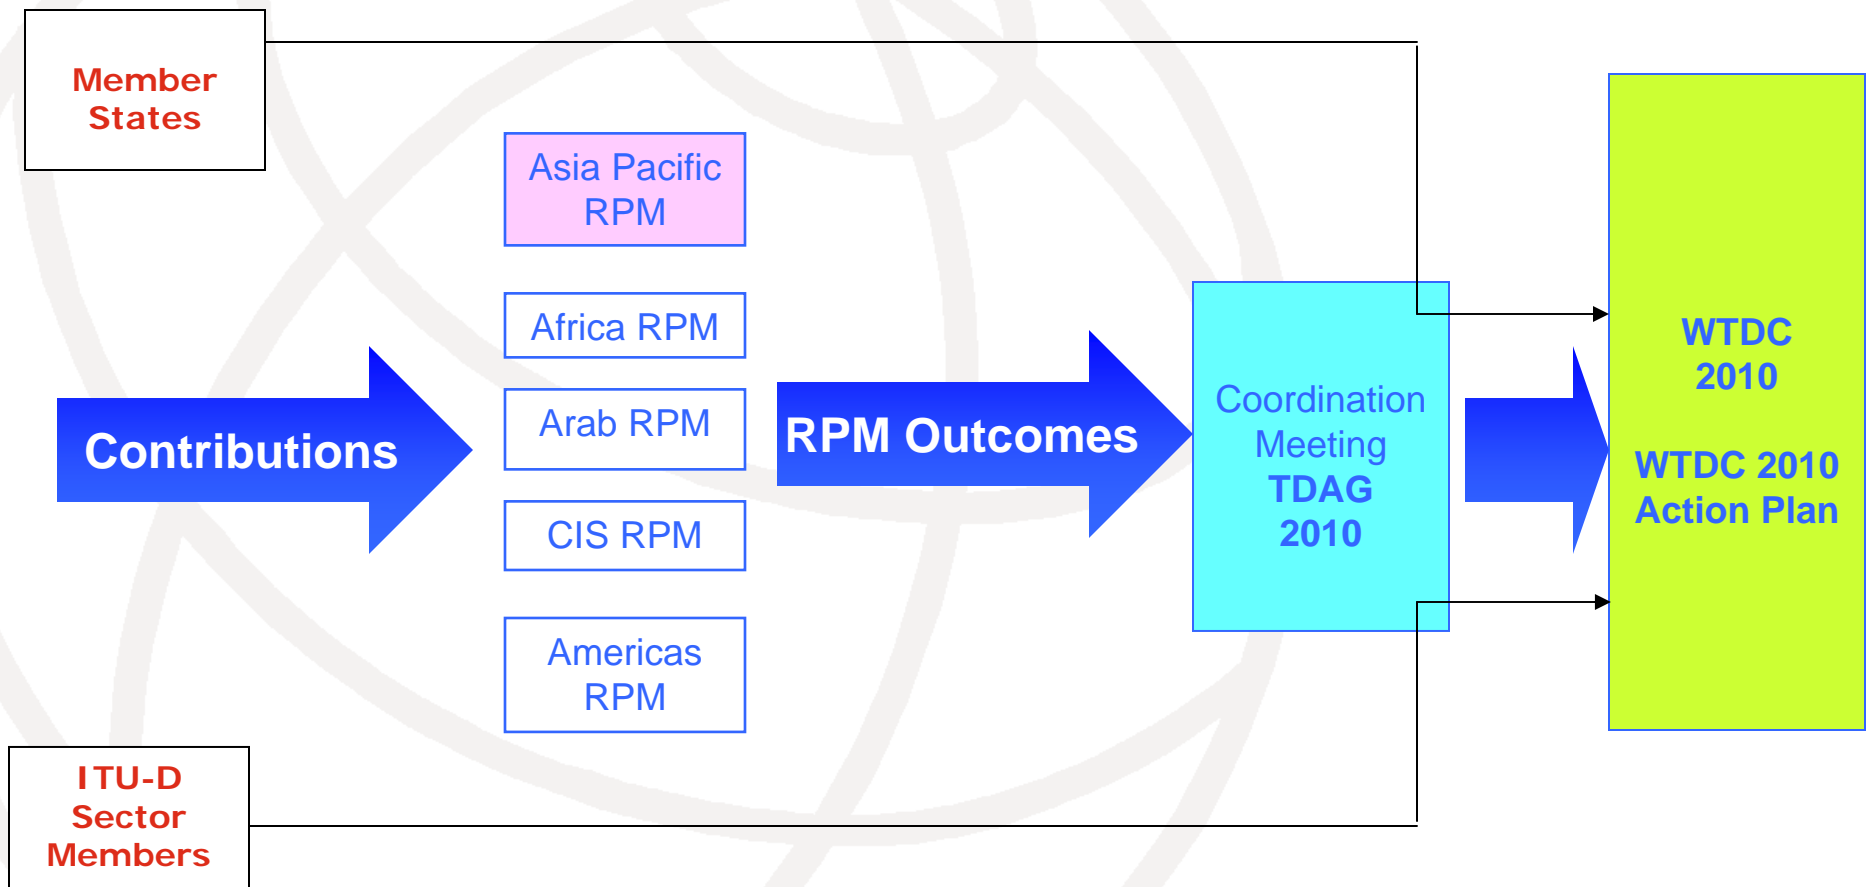 Member
States
Asia Pacific
RPM
Africa RPM
Arab RPM
CIS RPM
Americas
RPM
Contributions
RPM Outcomes
Coordination
Meeting
TDAG
2010
WTDC
2010
WTDC 2010
Action Plan
ITU-D
Sector
Members